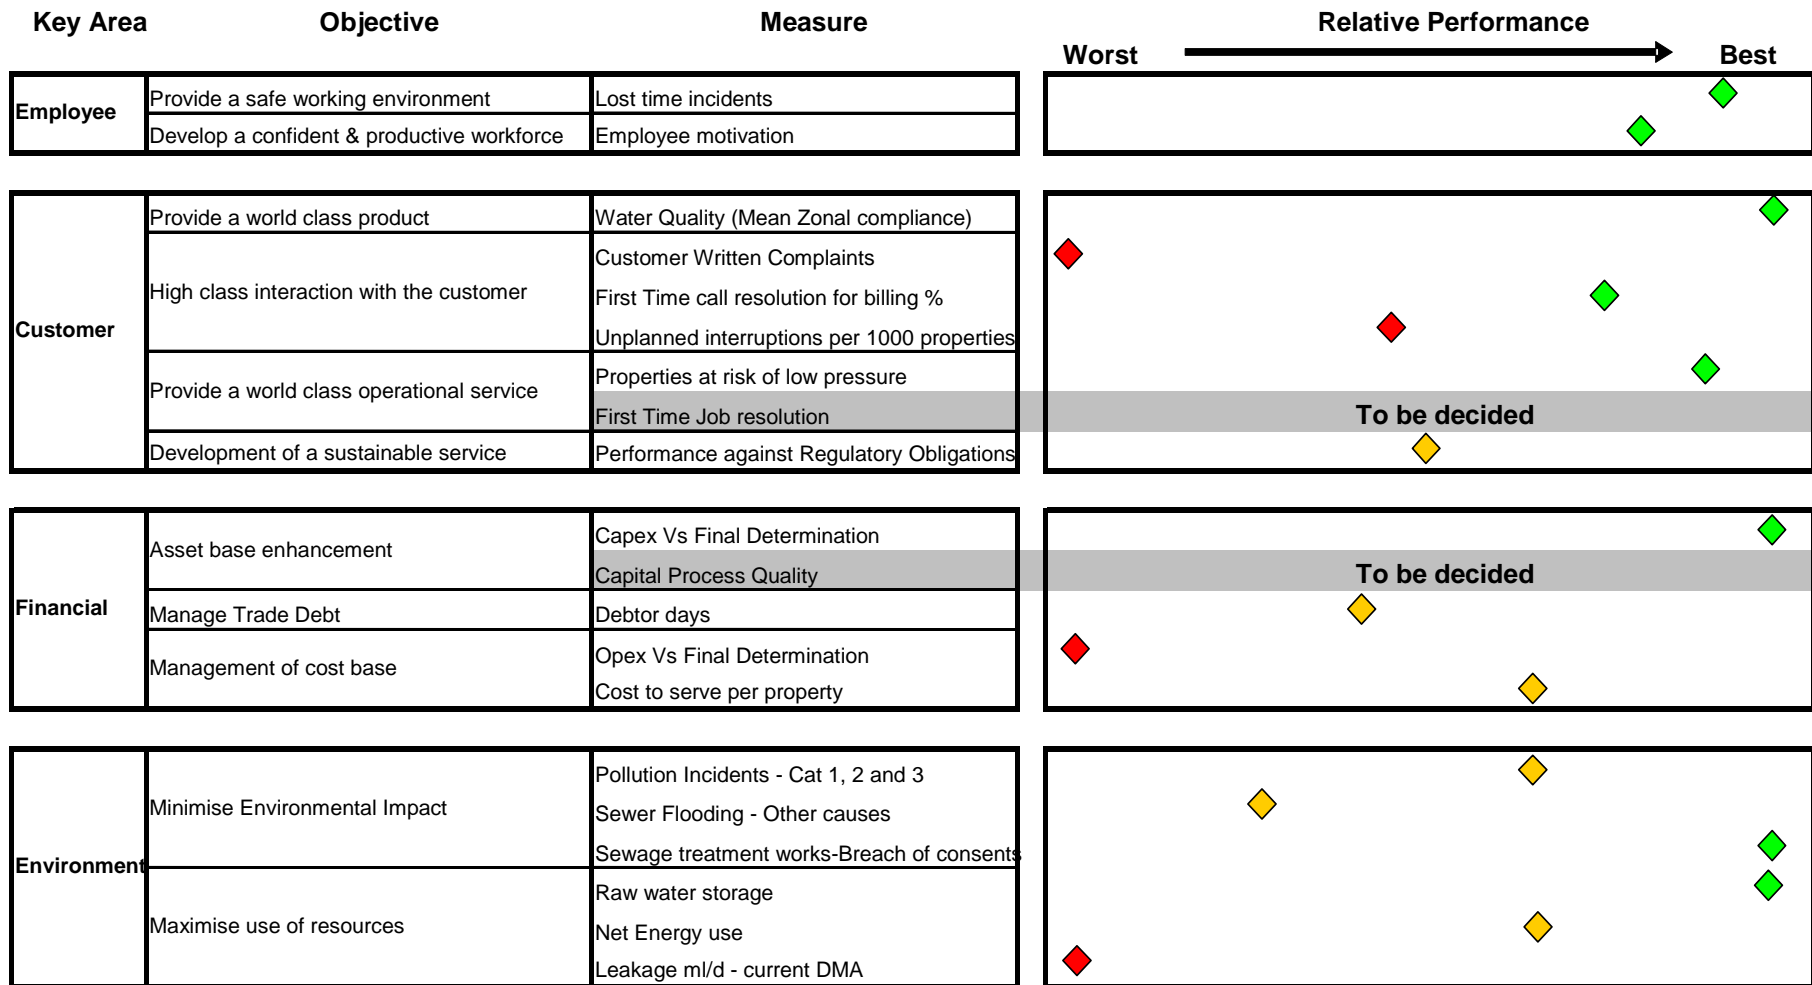 Key Area Objective Measure Relative Performance
Worst Best
Employee
Provide a safe working environment Lost time incidents
Develop a confident & productive workforce Employee motivation
Customer
Provide a world class product Water Quality (Mean Zonal compliance)
High class interaction with the customer
Customer Written Complaints
First Time call resolution for billing %
Unplanned interruptions per 1000 properties
Provide a world class operational service
Properties at risk of low pressure
First Time Job resolution To be decided
Development of a sustainable service Performance against Regulatory Obligations
Financial
Asset base enhancement
Capex Vs Final Determination
Capital Process Quality To be decided
Manage Trade Debt Debtor days
Management of cost base
Opex Vs Final Determination
Cost to serve per property
Environment
Minimise Environmental Impact
Pollution Incidents - Cat 1, 2 and 3
Sewer Flooding - Other causes
Sewage treatment works-Breach of consents
Maximise use of resources
Raw water storage
Net Energy use
Leakage ml/d - current DMA